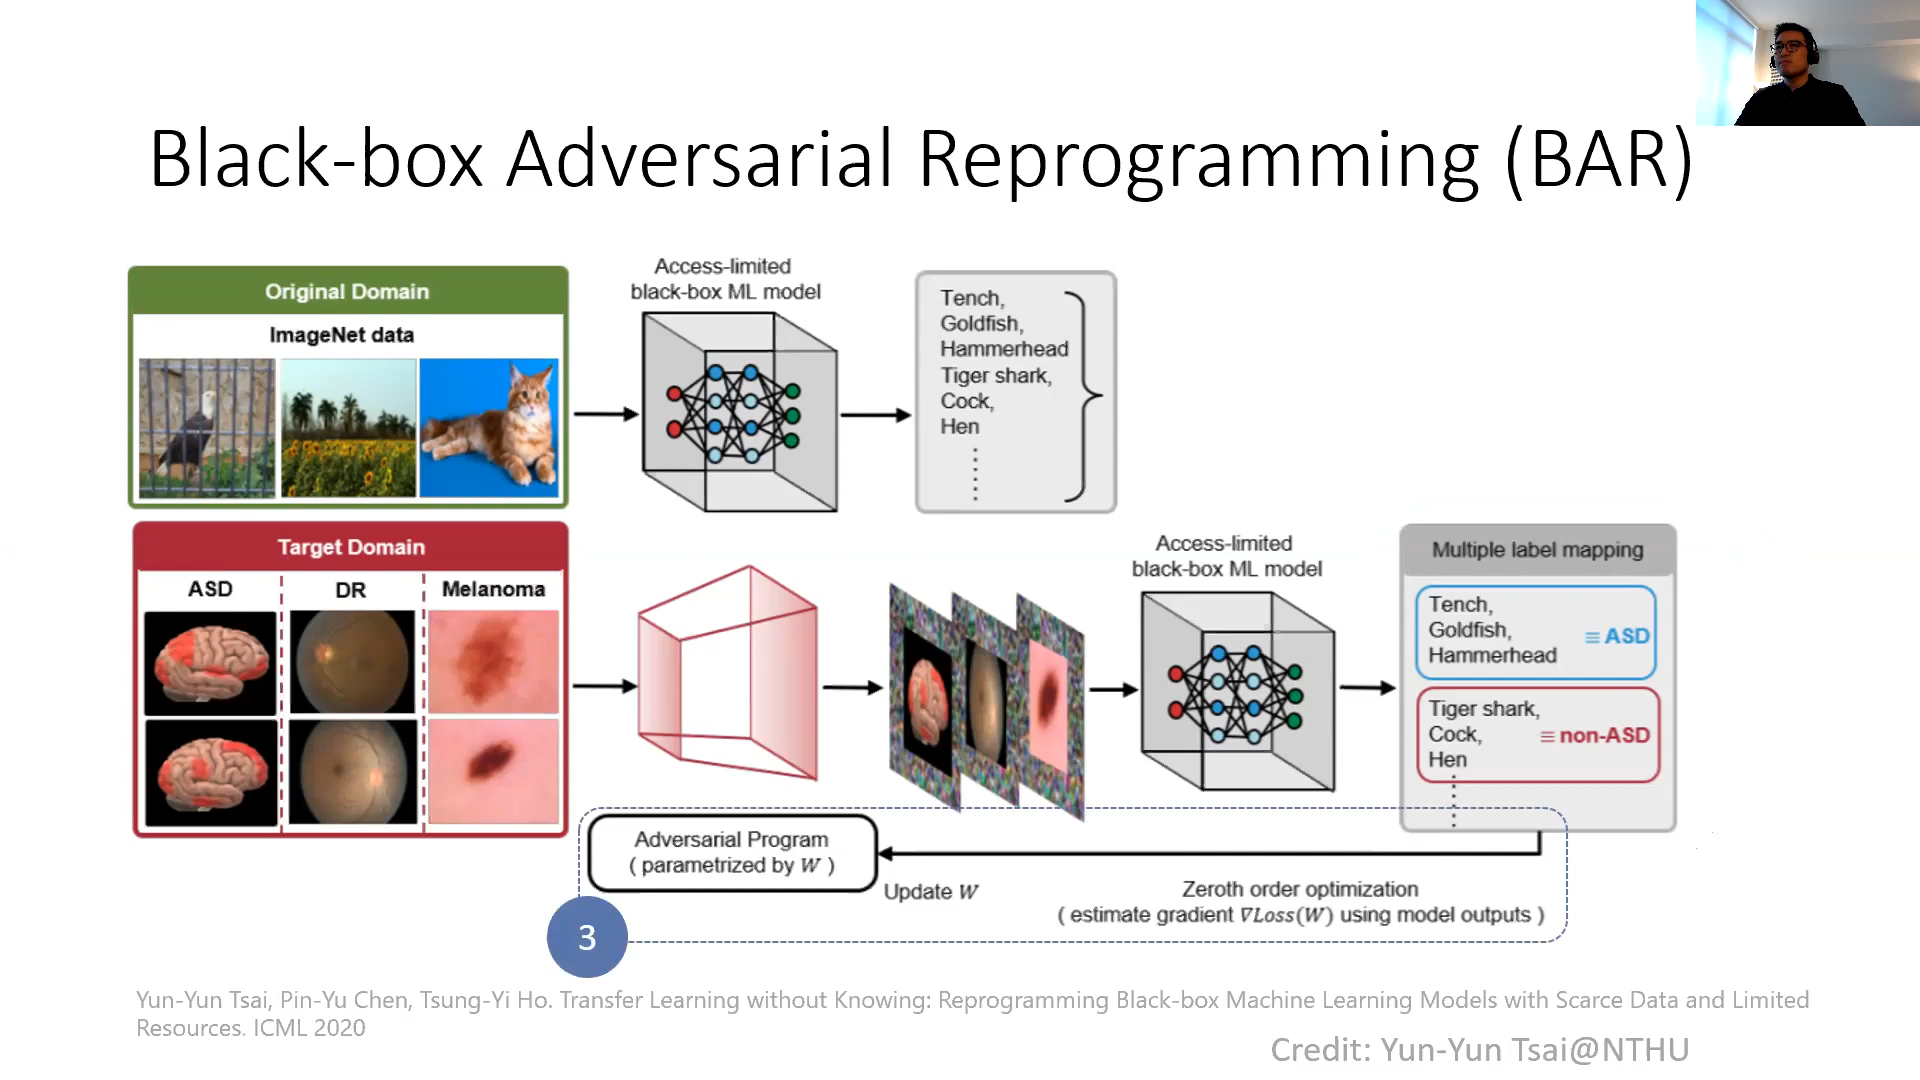 Black-box Adversarial Reprogramming (BAR)
Original Domain
ImageNet data
Access-limited
black-box ML model
Tench,
Goldfish,
Hammerhead
Tiger shark,
Cock,
Hen
Target Domain
ASD
DR
Melanoma
Access-limited
black-box ML model
Multiple label mapping
Tench,
Goldfish,
Hammerhead
≡ ASD
Tiger shark,
Cock,
Hen
≡ non-ASD
Adversarial Program
( parametrized by W )
Update W
Zeroth order optimization
( estimate gradient ∇Loss(W) using model outputs )
3
Yun-Yun Tsai, Pin-Yu Chen, Tsung-Yi Ho. Transfer Learning without Knowing: Reprogramming Black-box Machine Learning Models with Scarce Data and Limited
Resources. ICML 2020
Credit: Yun-Yun Tsai@NTHU